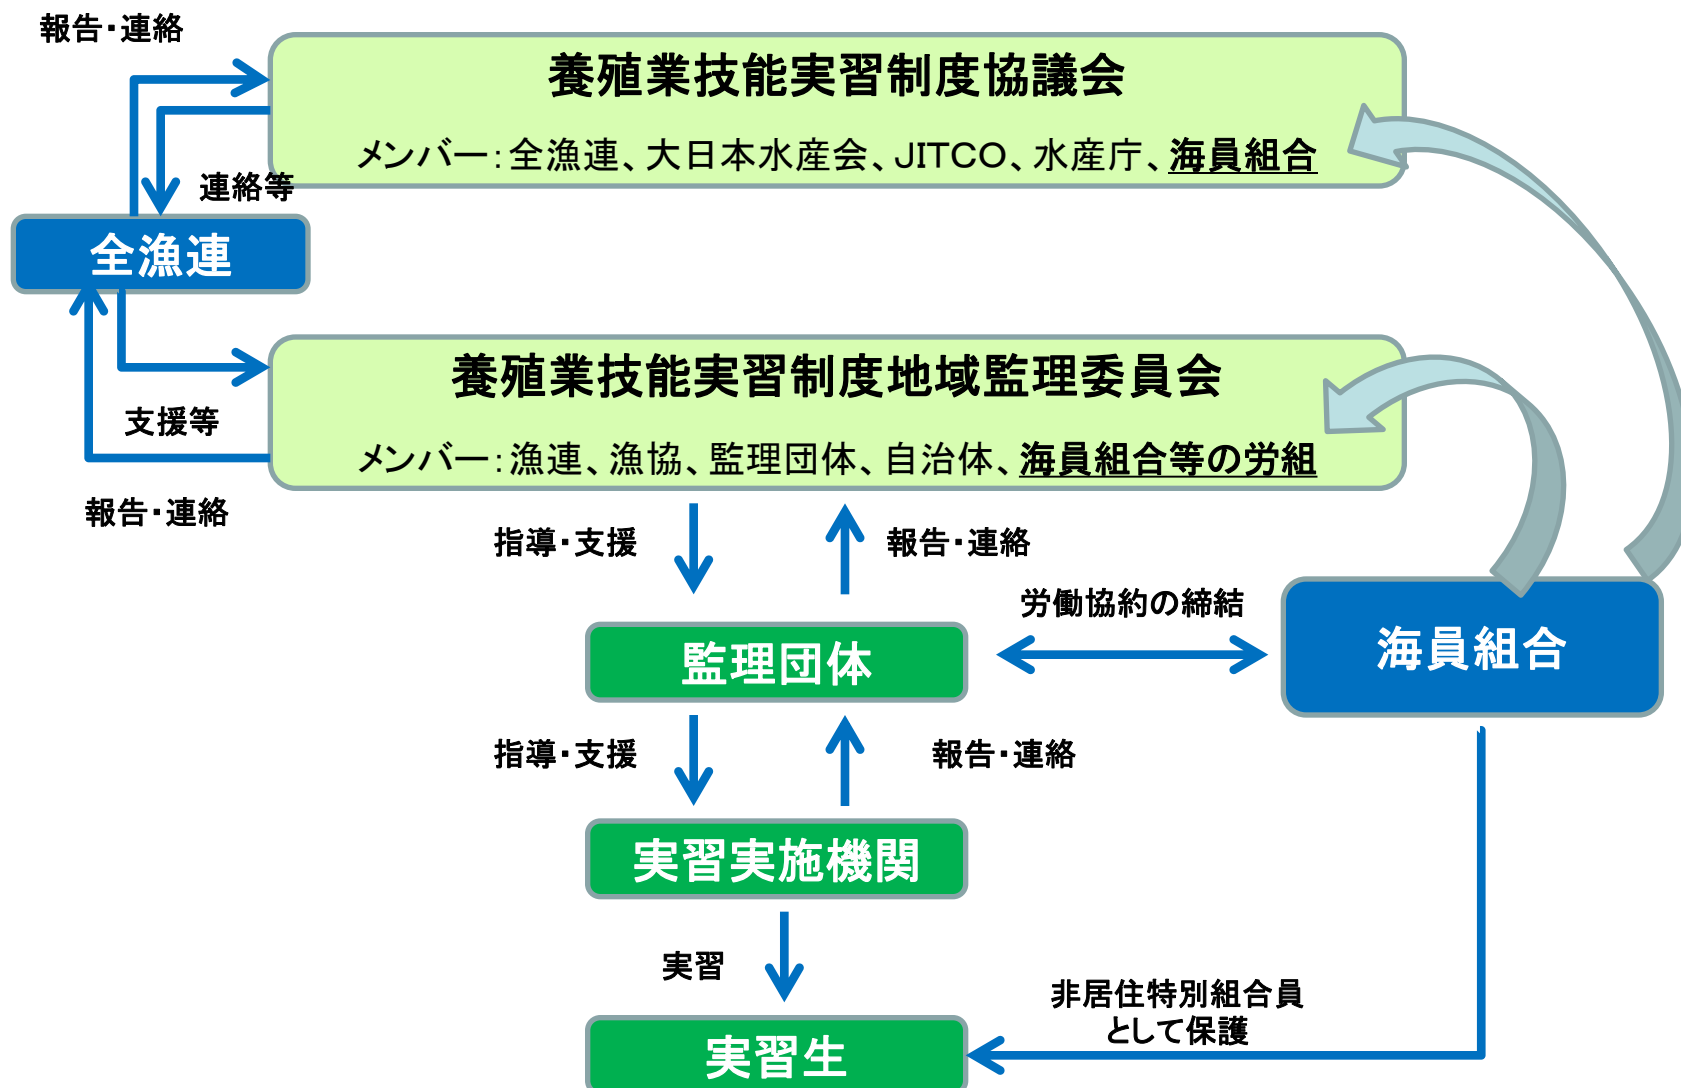 報告・連絡
養殖業技能実習制度協議会
メンバー：全漁連、大日本水産会、JITCO、水産庁、海員組合
連絡等
全漁連
養殖業技能実習制度地域監理委員会
支援等
メンバー：漁連、漁協、監理団体、自治体、海員組合等の労組
報告・連絡
指導・支援
報告・連絡
労働協約の締結
監理団体
海員組合
指導・支援
報告・連絡
実習実施機関
実習
非居住特別組合員
として保護
実習生